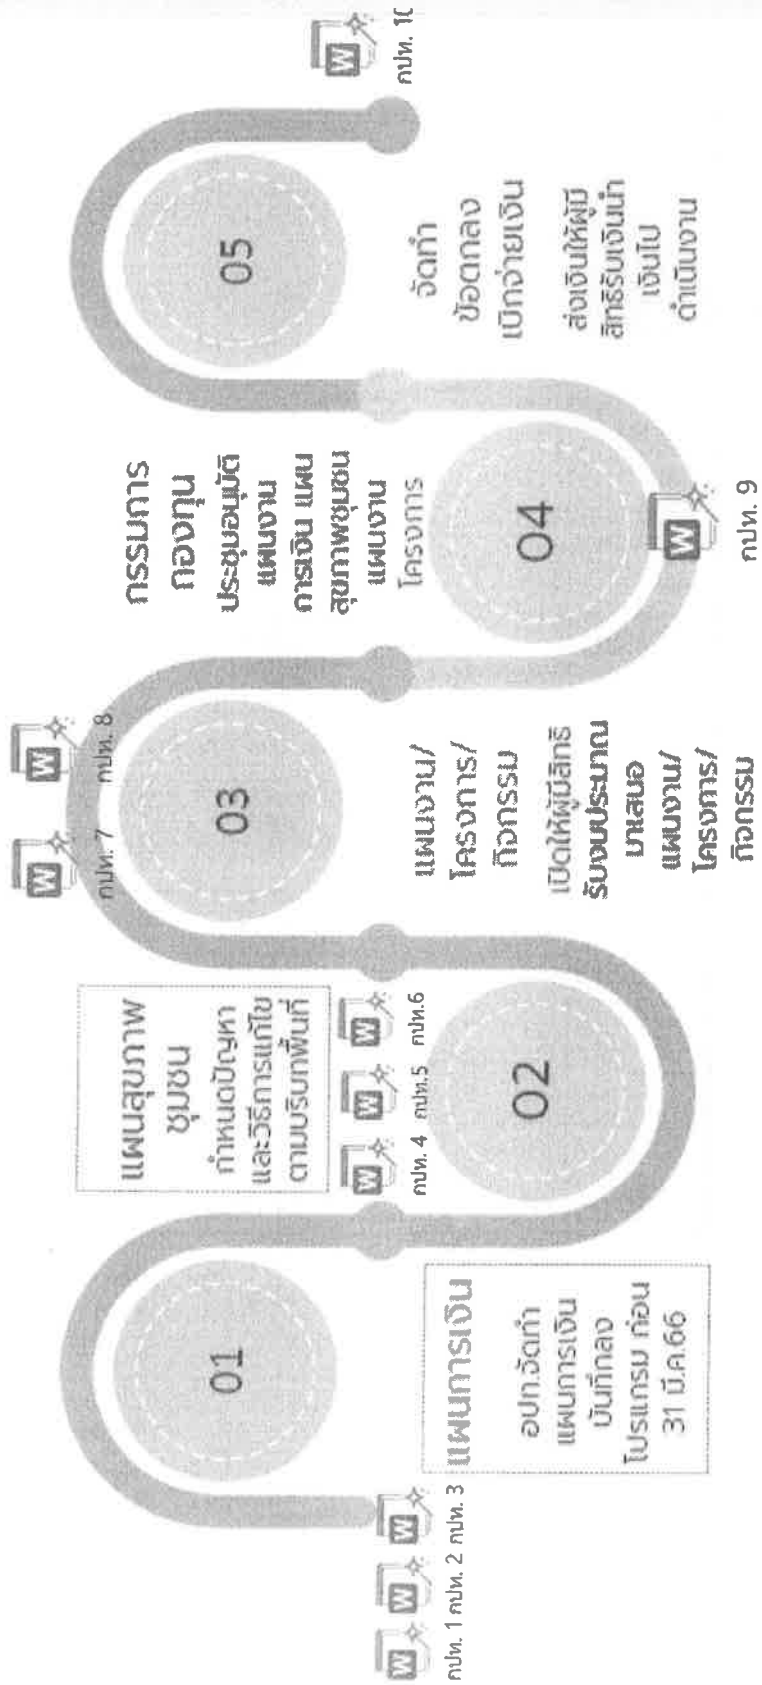 กปท. 1 กปท. 2 กปท. 3
01
แผนการเงิน
อปท.จัดทำ
แผนการเงิน
บันทึกลง
โปรแกรม ก่อน
31 มี.ค.66
แผนสุขภาพ
ชุมชน
กำหนดปัญหา
และวิธีการแก้ไข
ตามบริบทพื้นที่
W W W
กปท. 4 กปท.5 กปท.6
02
W W
กปท. 7 กปท. 8
03
แผนงาน/
โครงการ/
กิจกรรม
เปิดให้ผู้มีสิทธิ
รับงบประมาณ
มาเสนอ
แผนงาน/
โครงการ/
กิจกรรม
กรรมการ
กองทุน
ประชุมอนุมัติ
แผนงาน
การเงิน แผน
สุขภาพชุมชน
แผนงาน
โครงการ
04
W
กปท. 9
05
จัดทำ
ข้อตกลง
เบิกจ่ายเงิน
ส่งเงินให้ผู้มี
สิทธิรับเงินนำ
เงินไป
ดำเนินงาน
W
กปท. 10
W W W